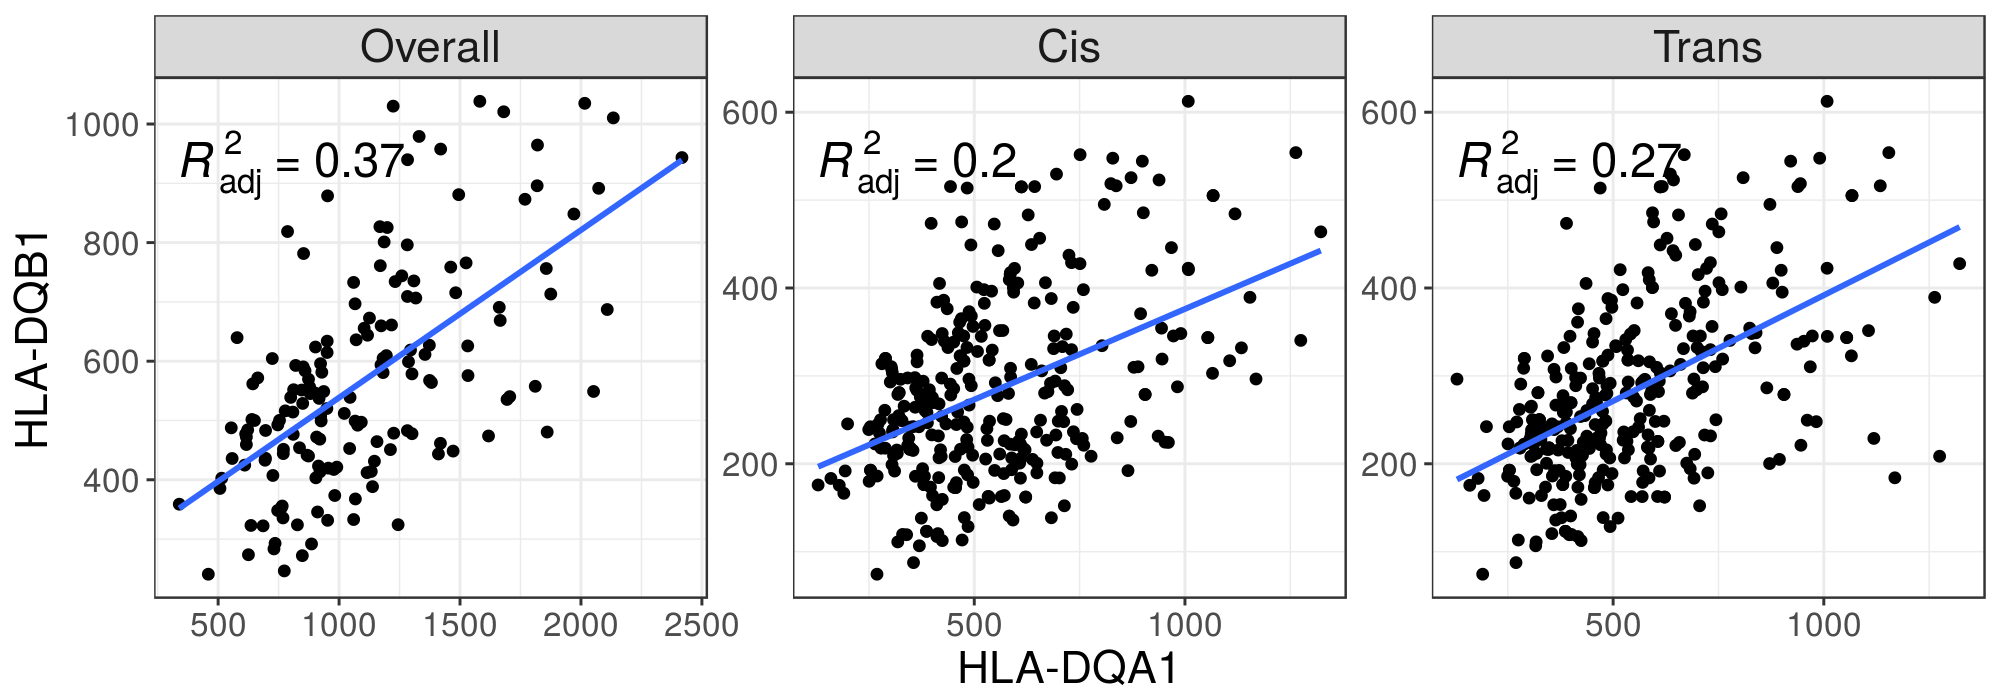 Overall
Cis
Trans
R²adj = 0.37
R²adj = 0.2
R²adj = 0.27
HLA-DQB1
1000
800
600
400
600
400
200
600
400
200
500 1000 1500 2000 2500
500 1000
500 1000
HLA-DQA1